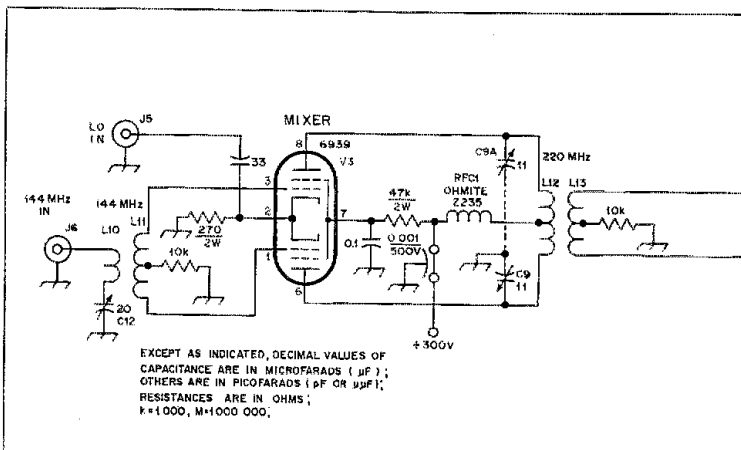 J5
LO
IN
33
MIXER
8
6939
V3
3
2
1
7
6
144 MHz
IN
J6
144 MHz
L10
L11
10k
270
2W
20
C12
47k
2W
0.1
0.001
500V
RFC1
OHMITE
Z235
C9A
11
C9
11
220 MHz
L12
L13
10k
+300V
EXCEPT AS INDICATED, DECIMAL VALUES OF
CAPACITANCE ARE IN MICROFARADS ( µF ) ;
OTHERS ARE IN PICOFARADS ( pF OR µµF ) ;
RESISTANCES ARE IN OHMS ;
k=1000, M=1000 000;